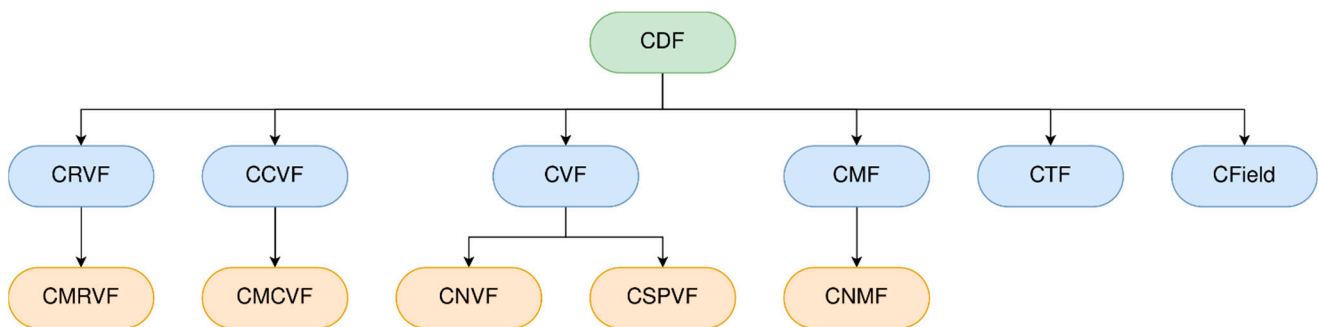 CDF
CRVF
CCVF
CVF
CMF
CTF
CField
CMRVF
CMCVF
CNVF
CSPVF
CNMF